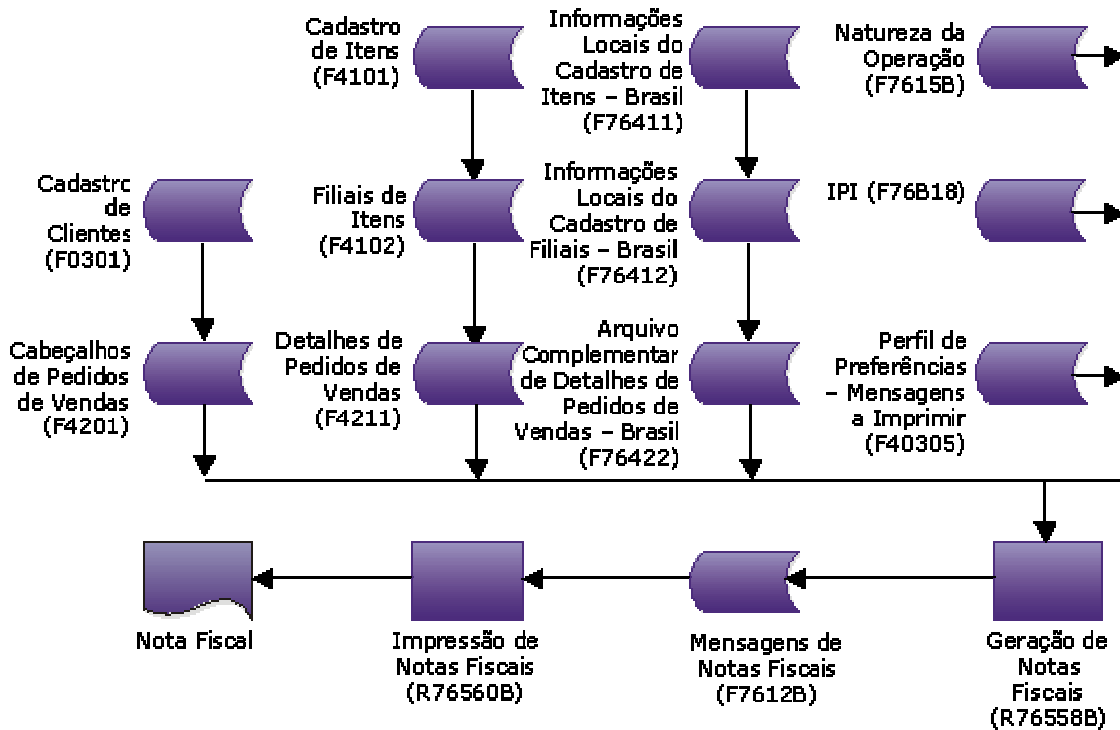 Cadastro
de Itens
(F4101)
Informações
Locais do
Cadastro de
Itens – Brasil
(F76411)
Natureza da
Operação
(F7615B)
Cadastro
de
Clientes
(F0301)
Filiais de
Itens
(F4102)
Informações
Locais do
Cadastro de
Filiais – Brasil
(F76412)
IPI (F76B18)
Cabeçalhos
de Pedidos
de Vendas
(F4201)
Detalhes de
Pedidos de
Vendas
(F4211)
Arquivo
Complementar
de Detalhes de
Pedidos de
Vendas – Brasil
(F76422)
Perfil de
Preferências
– Mensagens
a Imprimir
(F40305)
Nota Fiscal
Impressão de
Notas Fiscais
(R76560B)
Mensagens de
Notas Fiscais
(F7612B)
Geração de
Notas
Fiscais
(R76558B)